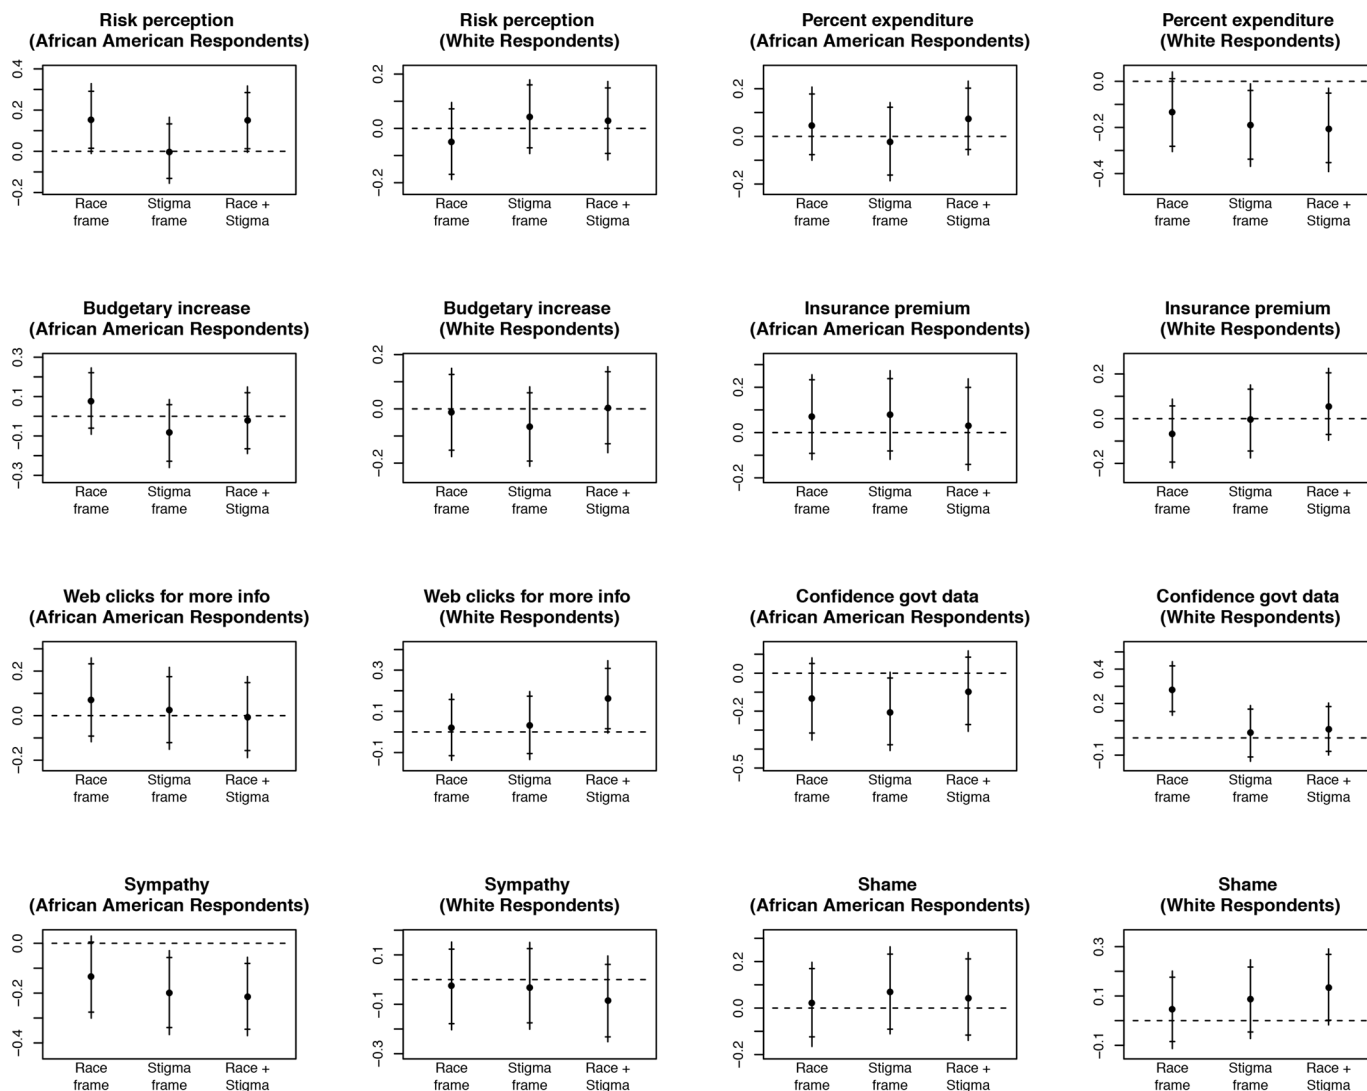 Risk perception
(African American Respondents)
0.4
0.2
0.0
−0.2
Race
frame
Stigma
frame
Race +
Stigma
Risk perception
(White Respondents)
0.2
0.0
−0.2
Race
frame
Stigma
frame
Race +
Stigma
Percent expenditure
(African American Respondents)
0.2
0.0
−0.2
Race
frame
Stigma
frame
Race +
Stigma
Percent expenditure
(White Respondents)
0.0
−0.2
−0.4
Race
frame
Stigma
frame
Race +
Stigma
Budgetary increase
(African American Respondents)
0.3
0.1
−0.1
−0.3
Race
frame
Stigma
frame
Race +
Stigma
Budgetary increase
(White Respondents)
0.2
0.0
−0.2
Race
frame
Stigma
frame
Race +
Stigma
Insurance premium
(African American Respondents)
0.2
0.0
−0.2
Race
frame
Stigma
frame
Race +
Stigma
Insurance premium
(White Respondents)
0.2
0.0
−0.2
Race
frame
Stigma
frame
Race +
Stigma
Web clicks for more info
(African American Respondents)
0.2
0.0
−0.2
Race
frame
Stigma
frame
Race +
Stigma
Web clicks for more info
(White Respondents)
0.3
0.1
−0.1
Race
frame
Stigma
frame
Race +
Stigma
Confidence govt data
(African American Respondents)
0.0
−0.2
−0.5
Race
frame
Stigma
frame
Race +
Stigma
Confidence govt data
(White Respondents)
0.4
0.2
−0.1
Race
frame
Stigma
frame
Race +
Stigma
Sympathy
(African American Respondents)
0.0
−0.2
−0.4
Race
frame
Stigma
frame
Race +
Stigma
Sympathy
(White Respondents)
0.1
−0.1
−0.3
Race
frame
Stigma
frame
Race +
Stigma
Shame
(African American Respondents)
0.2
0.0
−0.2
Race
frame
Stigma
frame
Race +
Stigma
Shame
(White Respondents)
0.3
0.1
−0.1
Race
frame
Stigma
frame
Race +
Stigma